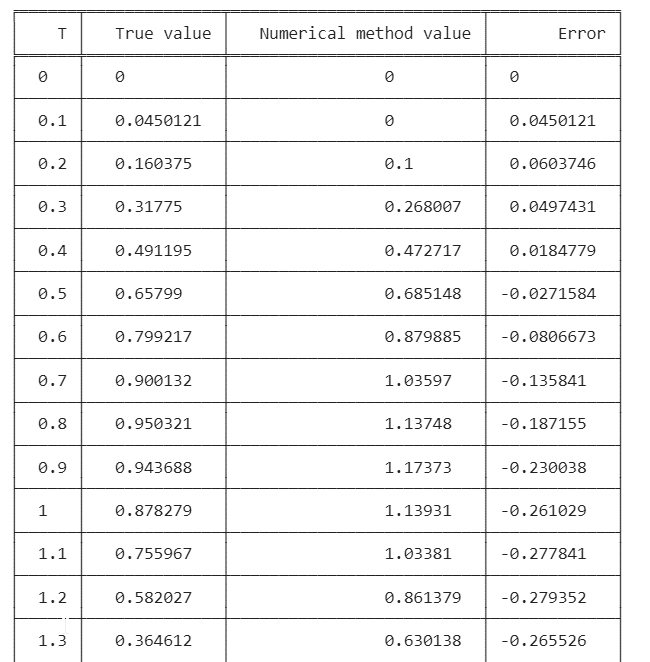 T True value Numerical method value Error
0 0 0 0
0.1 0.0450121 0 0.0450121
0.2 0.160375 0.1 0.0603746
0.3 0.31775 0.268007 0.0497431
0.4 0.491195 0.472717 0.0184779
0.5 0.65799 0.685148 -0.0271584
0.6 0.799217 0.879885 -0.0806673
0.7 0.900132 1.03597 -0.135841
0.8 0.950321 1.13748 -0.187155
0.9 0.943688 1.17373 -0.230038
1 0.878279 1.13931 -0.261029
1.1 0.755967 1.03381 -0.277841
1.2 0.582027 0.861379 -0.279352
1.3 0.364612 0.630138 -0.265526